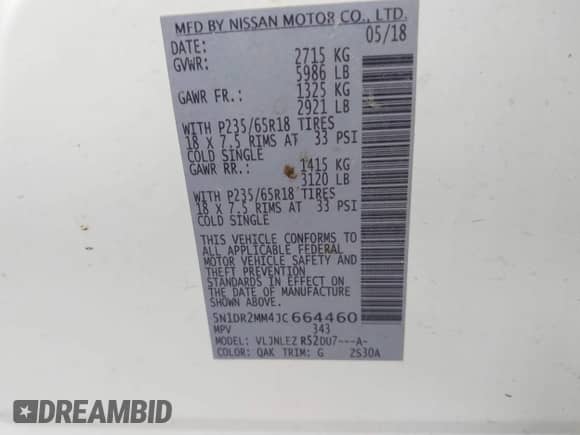 MFD BY NISSAN MOTOR CO., LTD.
DATE: 05/18
GVWR: 2715 KG
5986 LB
GAWR FR.: 1325 KG
2921 LB
WITH P235/65R18 TIRES
18 X 7.5 RIMS AT 33 PSI
COLD SINGLE
GAWR RR.: 1415 KG
3120 LB
WITH P235/65R18 TIRES
18 X 7.5 RIMS AT 33 PSI
COLD SINGLE
THIS VEHICLE CONFORMS TO
ALL APPLICABLE FEDERAL
MOTOR VEHICLE SAFETY AND
THEFT PREVENTION
STANDARDS IN EFFECT ON
THE DATE OF MANUFACTURE
SHOWN ABOVE.
5N1DR2MM4JC664460
MPV 343
MODEL: VLJNLEZ RS2DU7---A-
COLOR: QAK TRIM: G 2S30A
DREAMBID